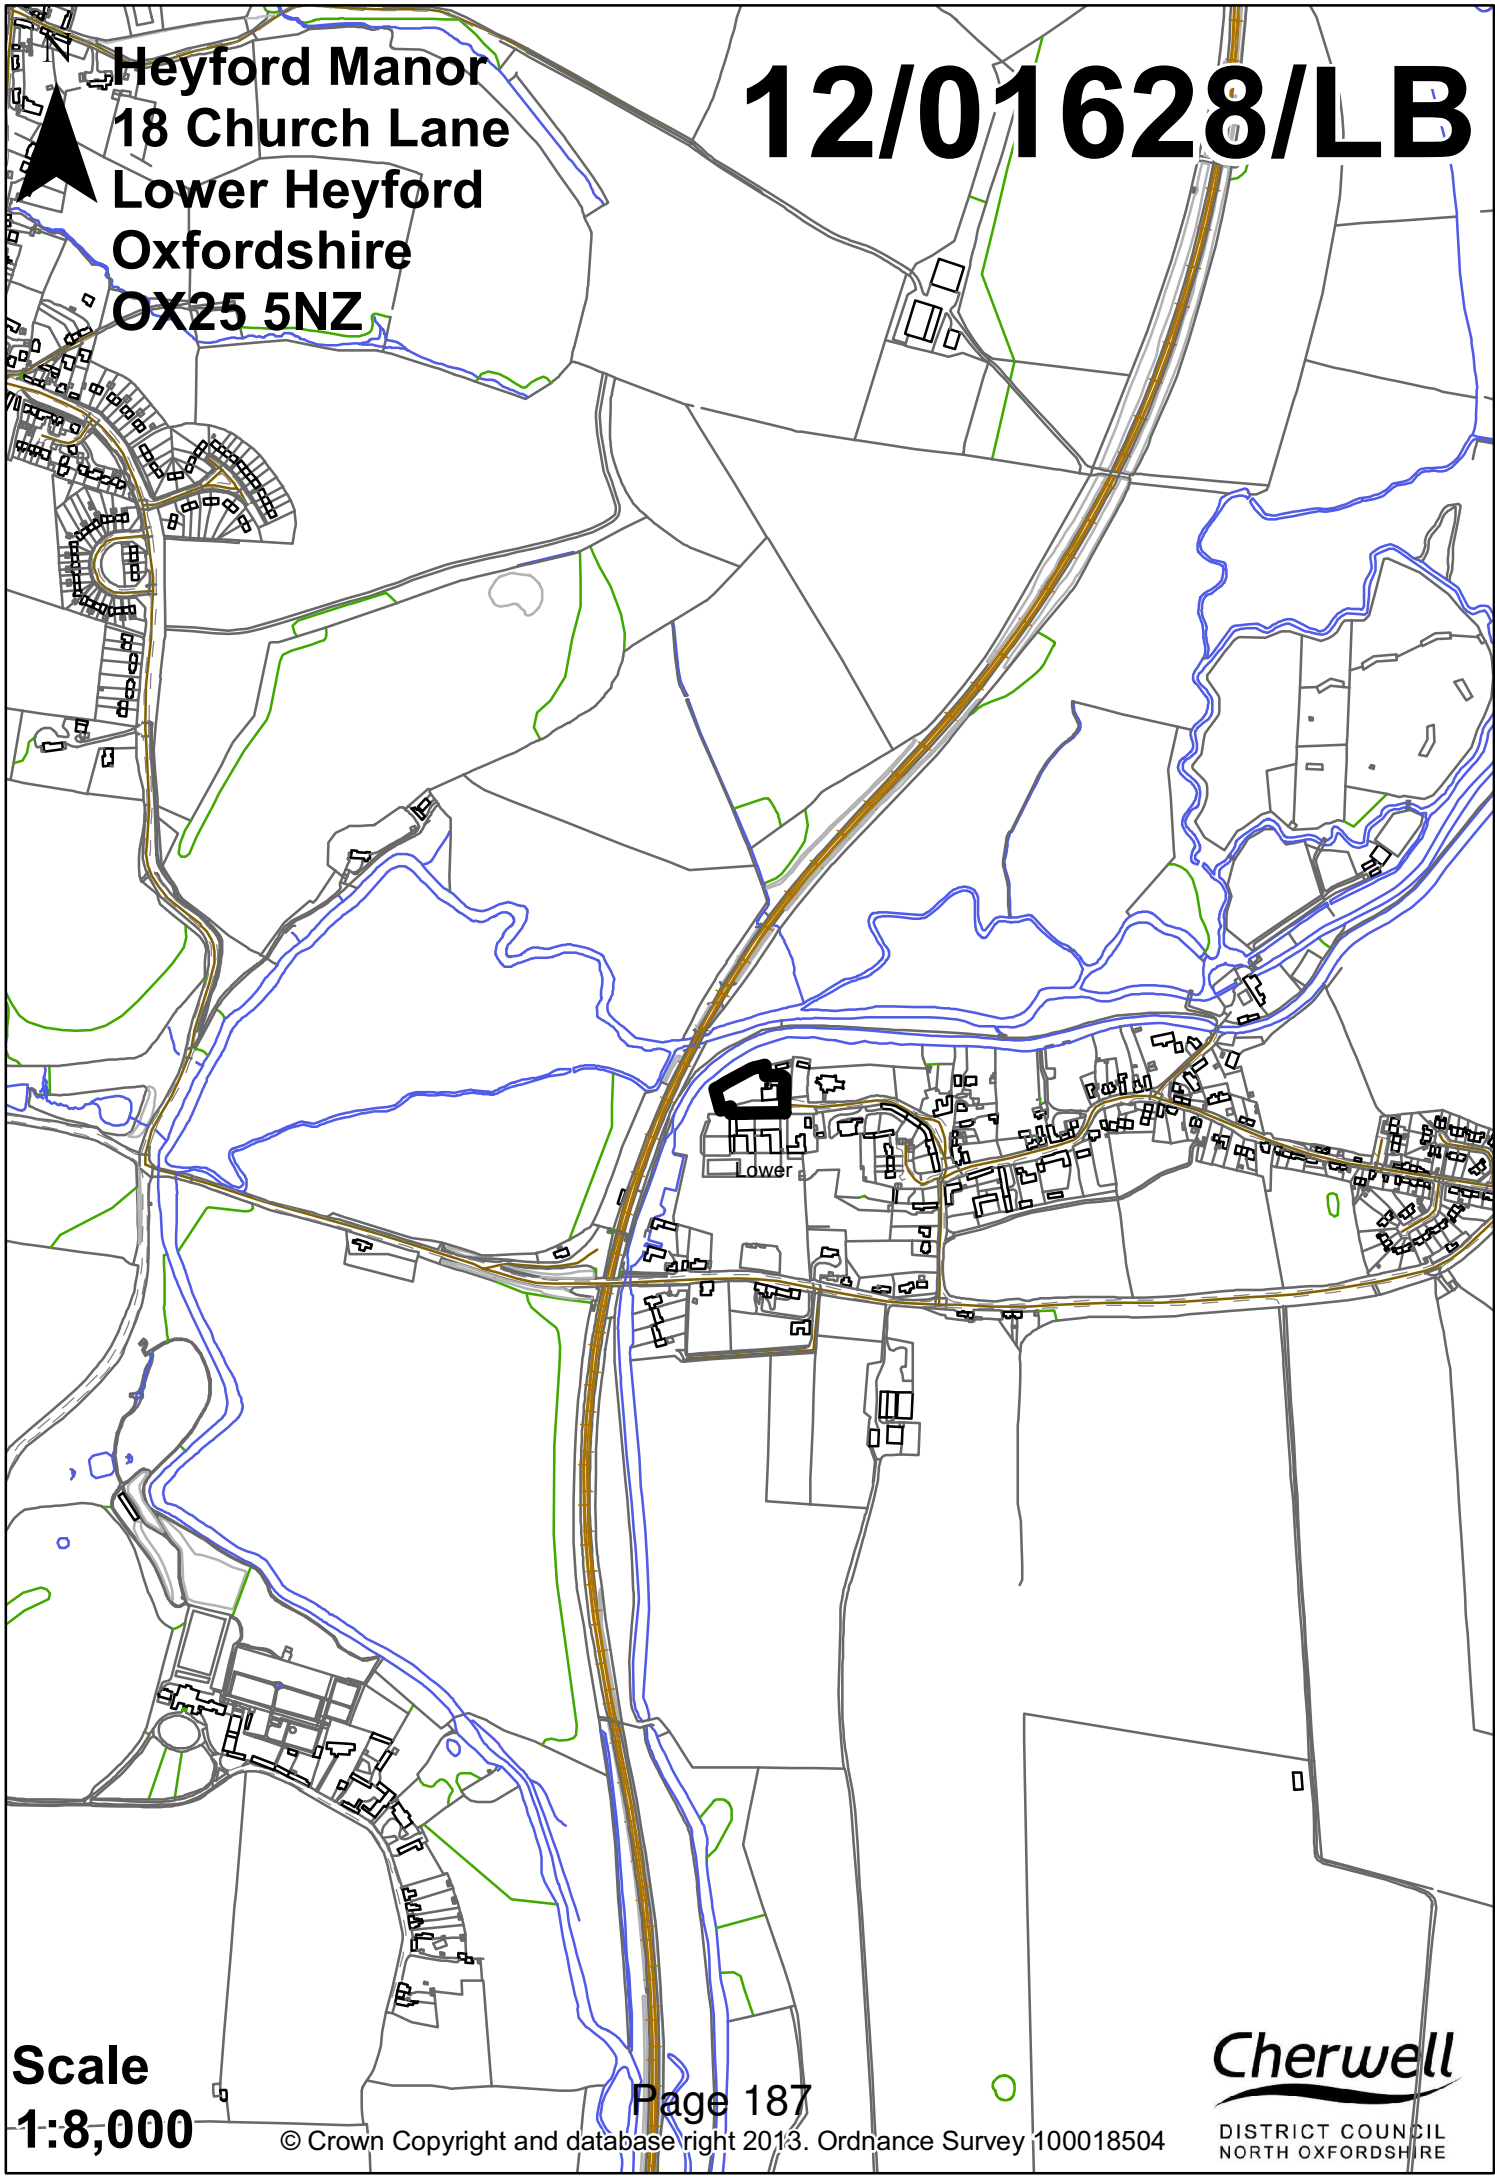 N
Heyford Manor
18 Church Lane
Lower Heyford
Oxfordshire
OX25 5NZ
12/01628/LB
Lower
Scale
1:8,000
Page 187
© Crown Copyright and database right 2013. Ordnance Survey 100018504
Cherwell
DISTRICT COUNCIL
NORTH OXFORDSHIRE